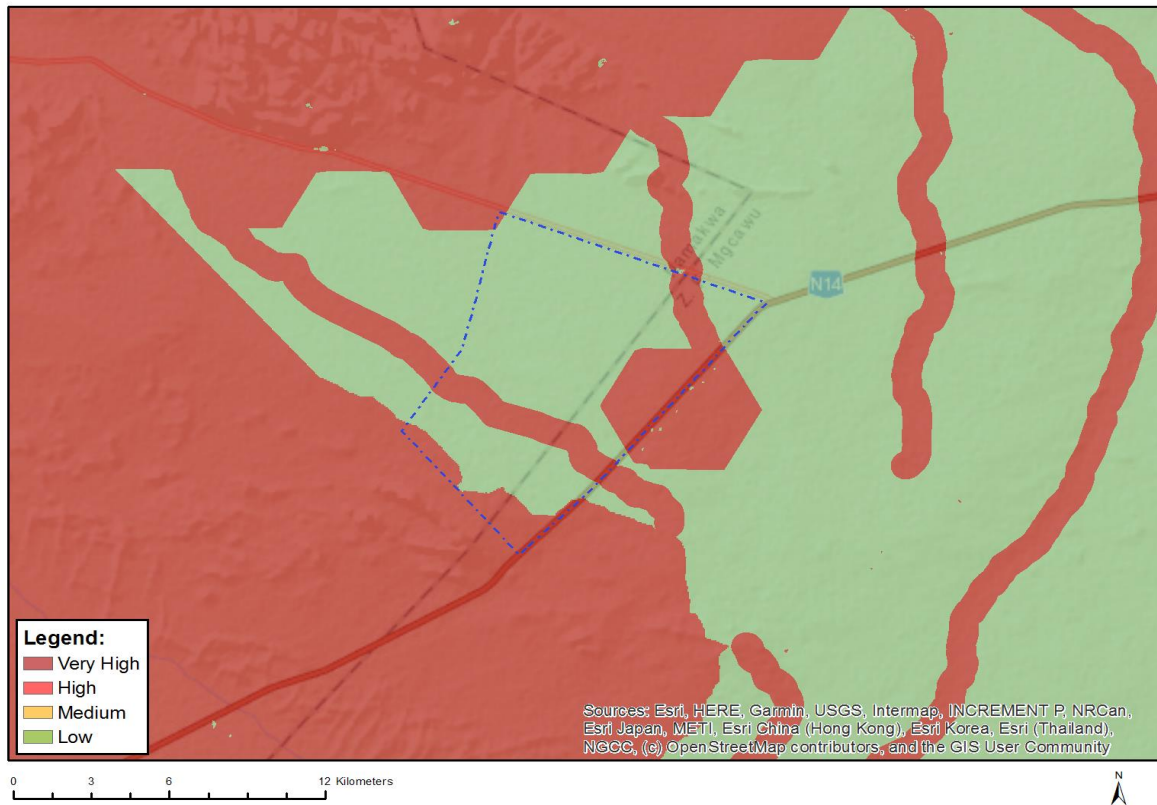 amakwa
Z
Mgcawu
N14
Legend:
Very High
High
Medium
Low
Sources: Esri, HERE, Garmin, USGS, Intermap, INCREMENT P, NRCan,
Esri Japan, METI, Esri China (Hong Kong), Esri Korea, Esri (Thailand),
NGCC, (c) OpenStreetMap contributors, and the GIS User Community
0 3 6 12 Kilometers
N